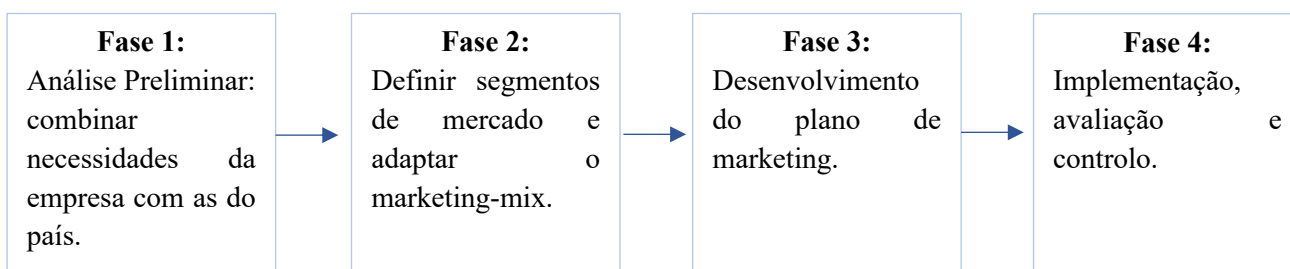 Fase 1:
Análise Preliminar:
combinar
necessidades da
empresa com as do
país.
Fase 2:
Definir segmentos
de mercado e
adaptar o
marketing-mix.
Fase 3:
Desenvolvimento
do plano de
marketing.
Fase 4:
Implementação,
avaliação e
controlo.